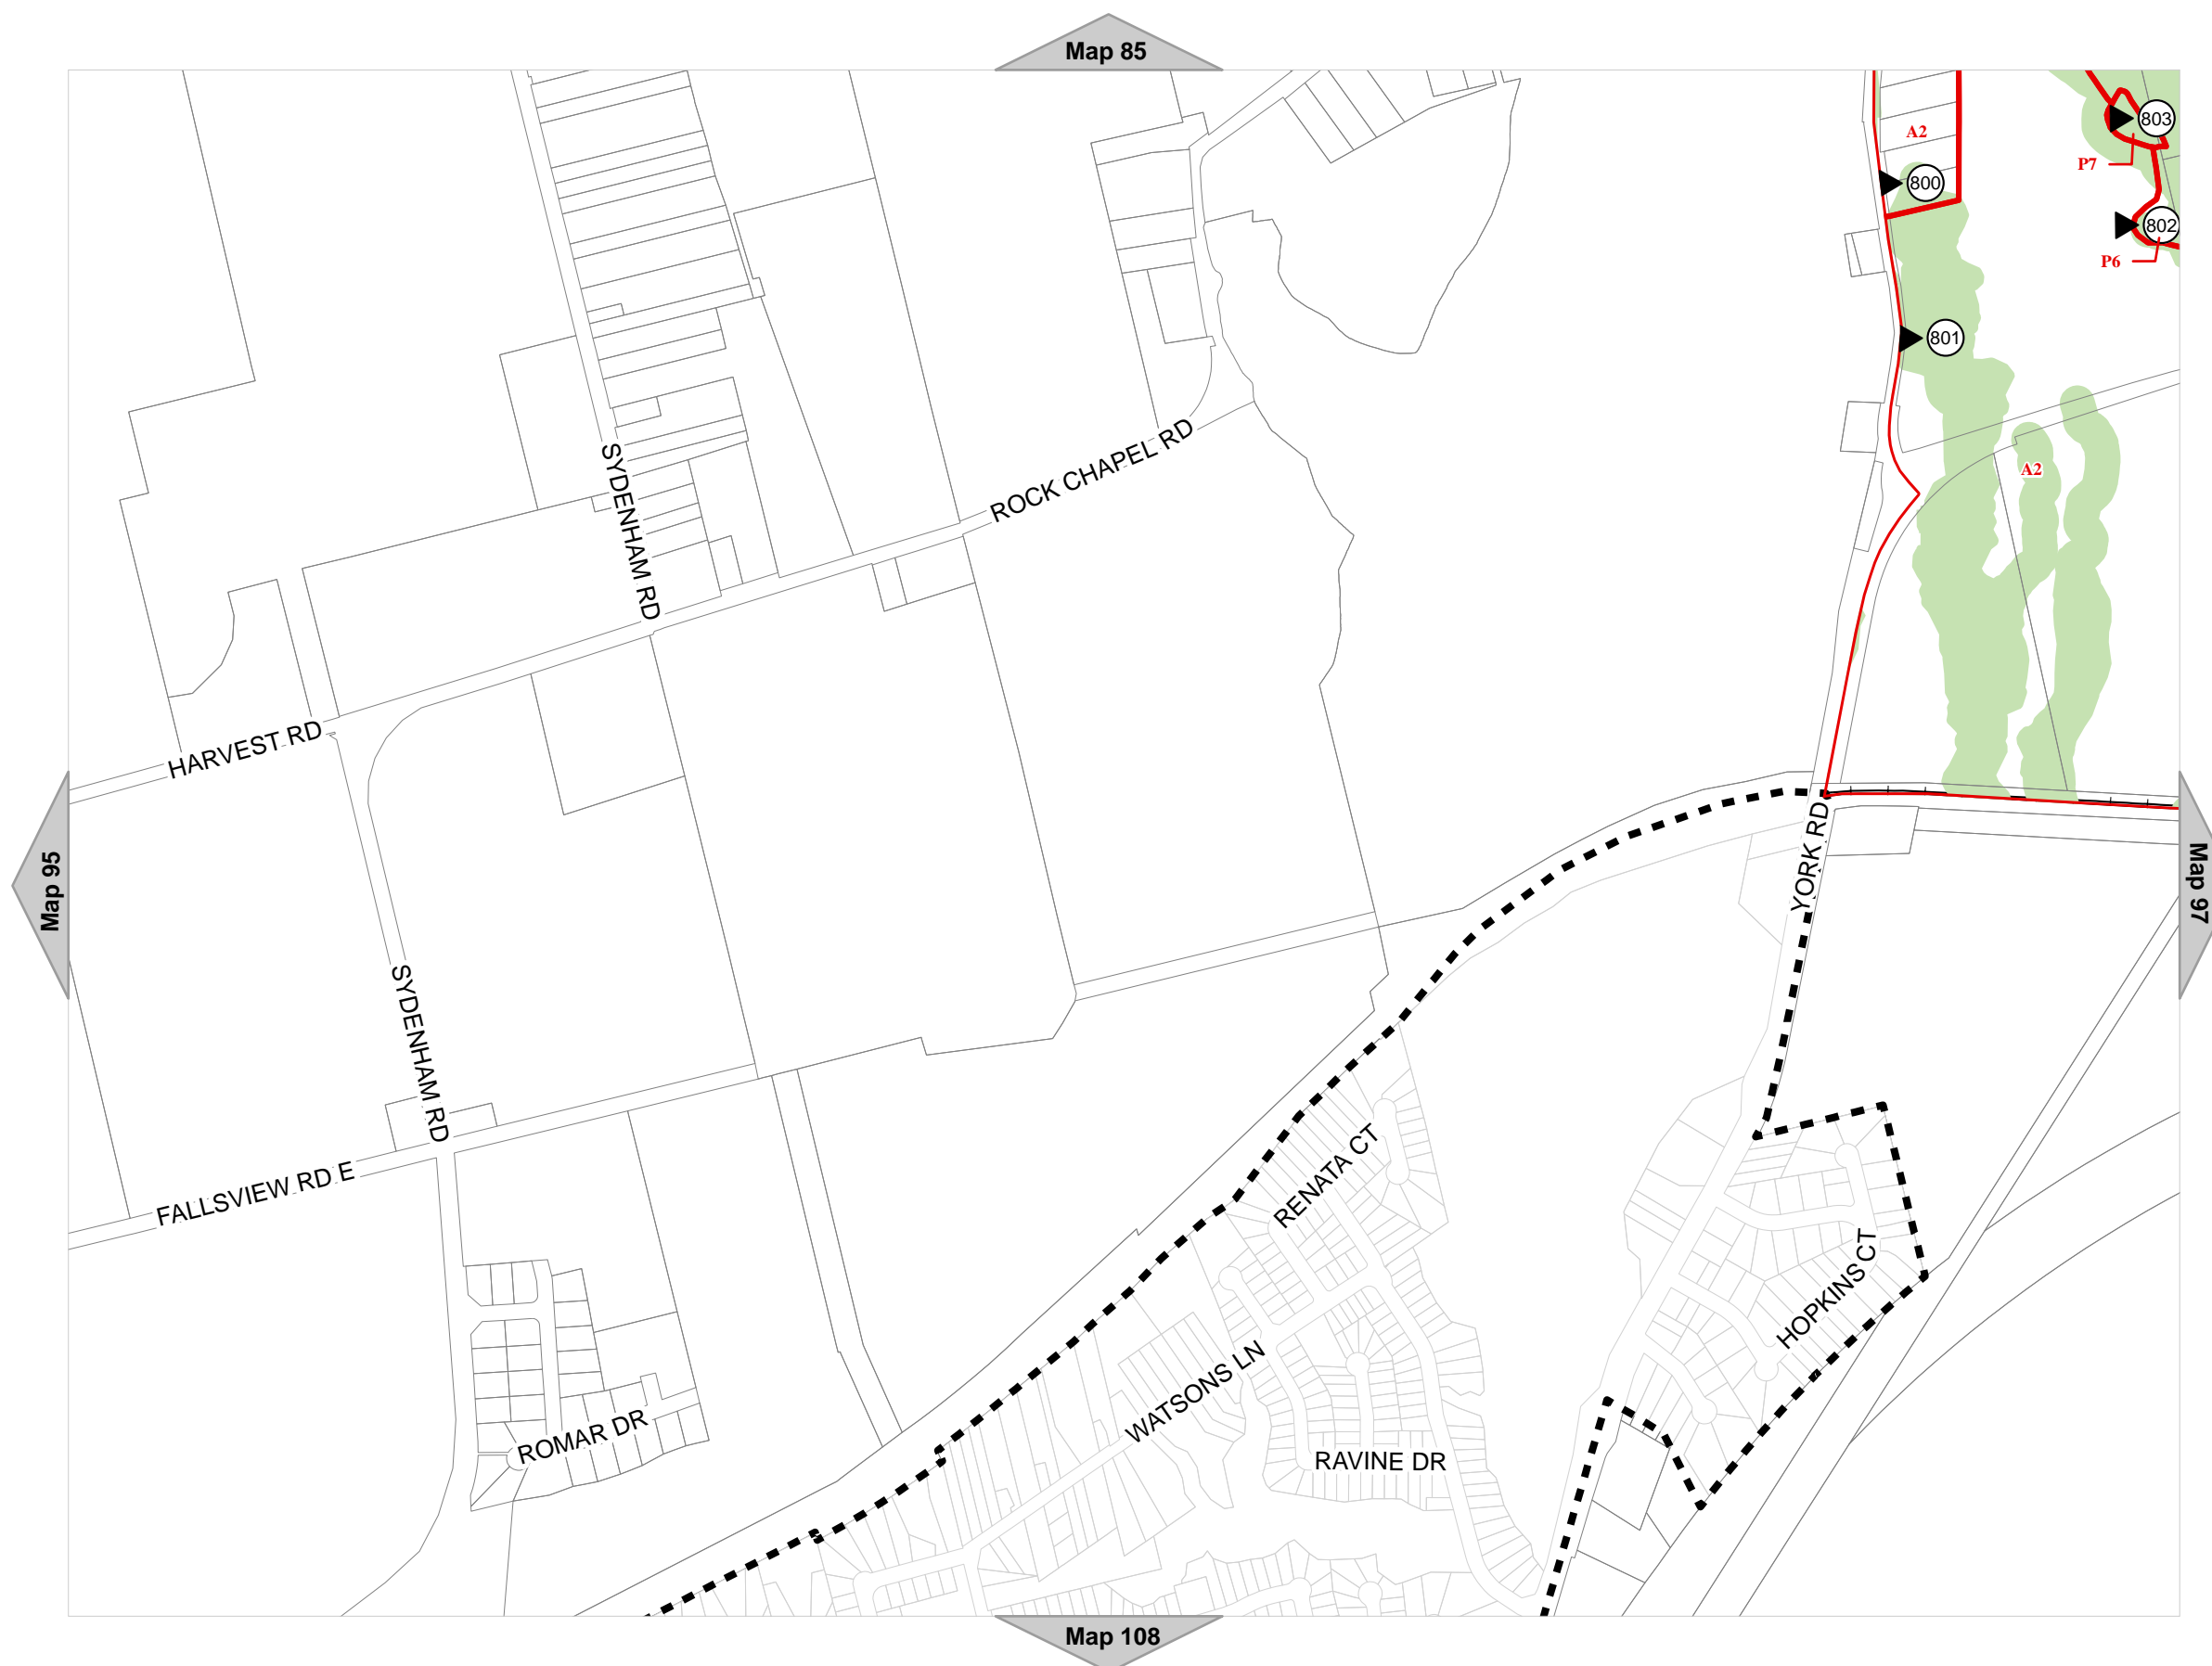 Map 85
803
A2
P7
800
802
P6
801
ROCK CHAPEL RD
SYDENHAM RD
A2
HARVEST RD
YORK RD
Map 95
Map 97
SYDENHAM RD
RENATA CT
FALLSVIEW RD E
HOPKINS CT
WATSONS LN
ROMAR DR
RAVINE DR
Map 108